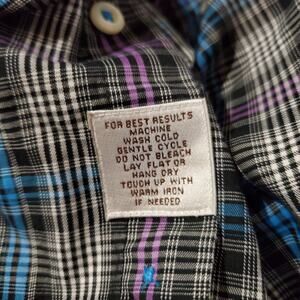 FOR BEST RESULTS
MACHINE
WASH COLD
GENTLE CYCLE
DO NOT BLEACH
LAY FLAT OR
HANG DRY
TOUCH UP WITH
WARM IRON
IF NEEDED